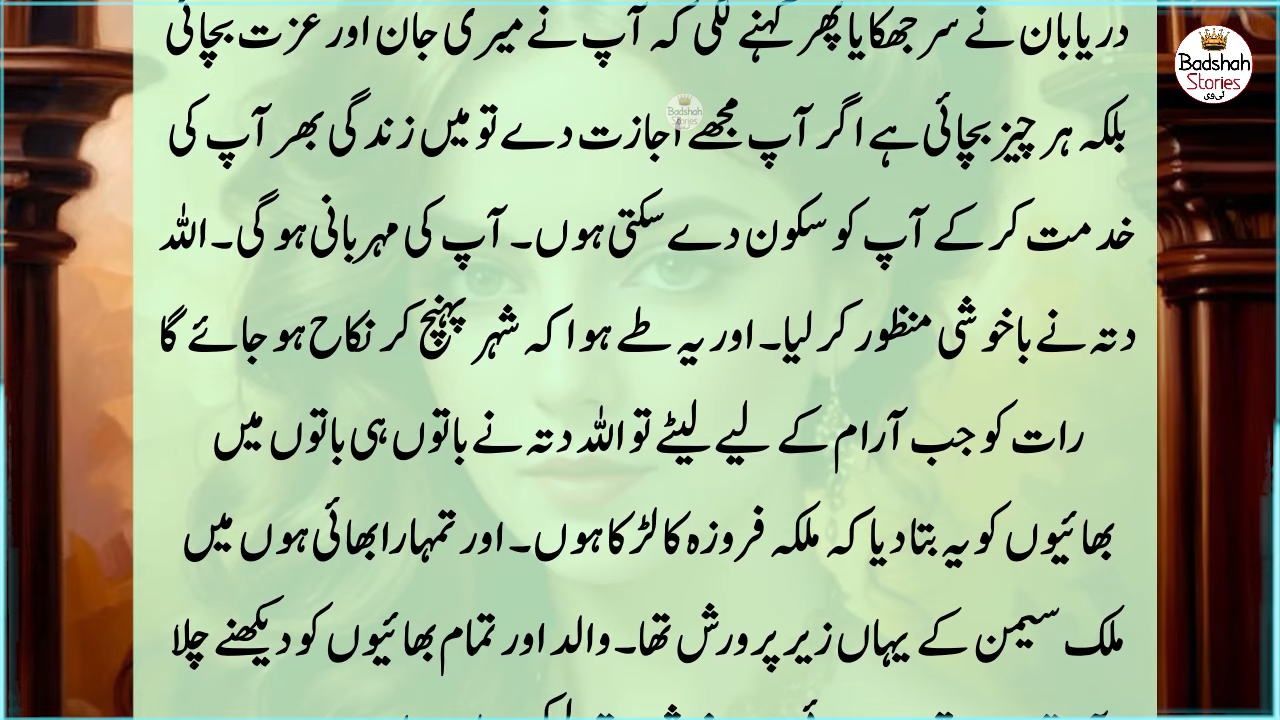 دریابان نے سر جھکایا پھر کہنے لگی کہ آپ نے میری جان اور عزت بچائی
بلکہ ہر چیز بچائی ہے اگر آپ مجھے اجازت دے تو میں زندگی بھر آپ کی
خدمت کر کے آپ کو سکون دے سکتی ہوں۔ آپ کی مہربانی ہو گی۔ اللہ
دتہ نے باخوشی منظور کر لیا۔ اور یہ طے ہوا کہ شہر پہنچ کر نکاح ہو جائے گا
رات کو جب آرام کے لیے لیٹے تو اللہ دتہ نے باتوں ہی باتوں میں
بھائیوں کو یہ بتا دیا کہ ملکہ فروزہ کا لڑکا ہوں۔ اور تمہارا بھائی ہوں میں
ملک سیمن کے یہاں زیر پرورش تھا۔ والد اور تمام بھائیوں کو دیکھنے چلا
Badshah
Stories
ٹی وی
Badshah
Stories